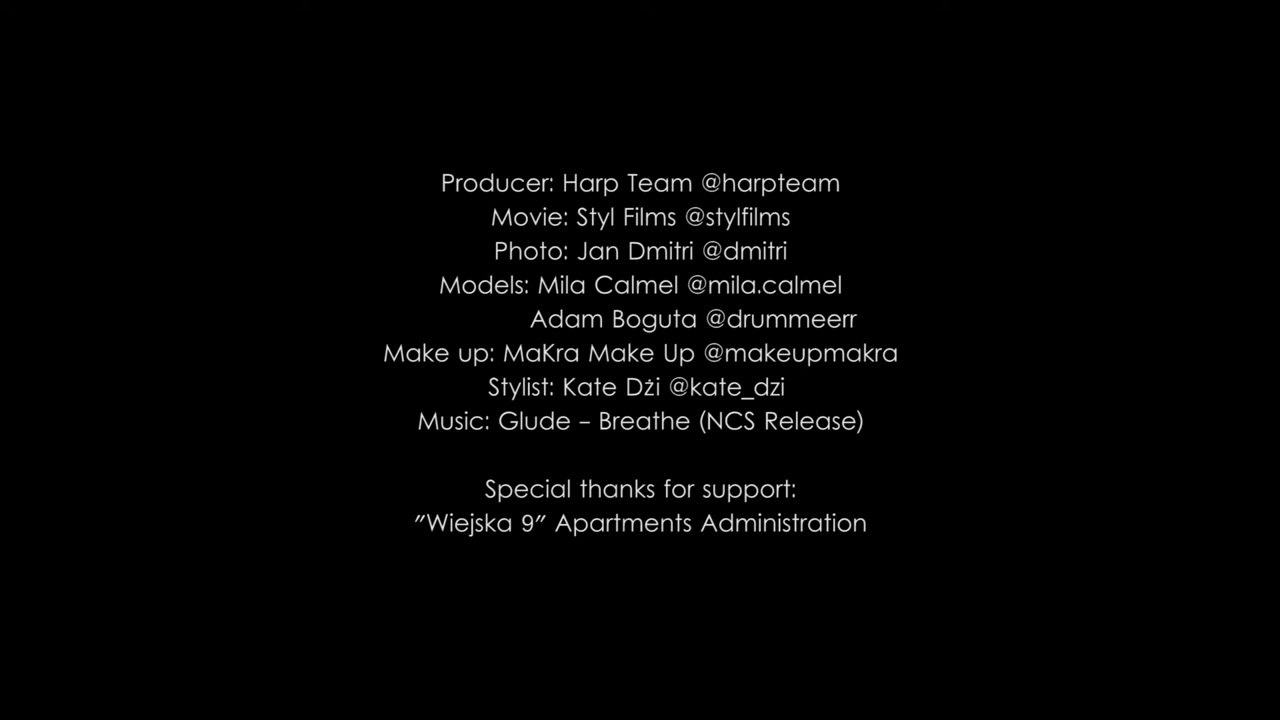 Producer: Harp Team @harpteam
Movie: Styl Films @stylfilms
Photo: Jan Dmitri @dmitri
Models: Mila Calmel @mila.calmel
Adam Boguta @drummeerr
Make up: MaKra Make Up @makeupmakra
Stylist: Kate Dżi @kate_dzi
Music: Glude – Breathe (NCS Release)
Special thanks for support:
"Wiejska 9" Apartments Administration